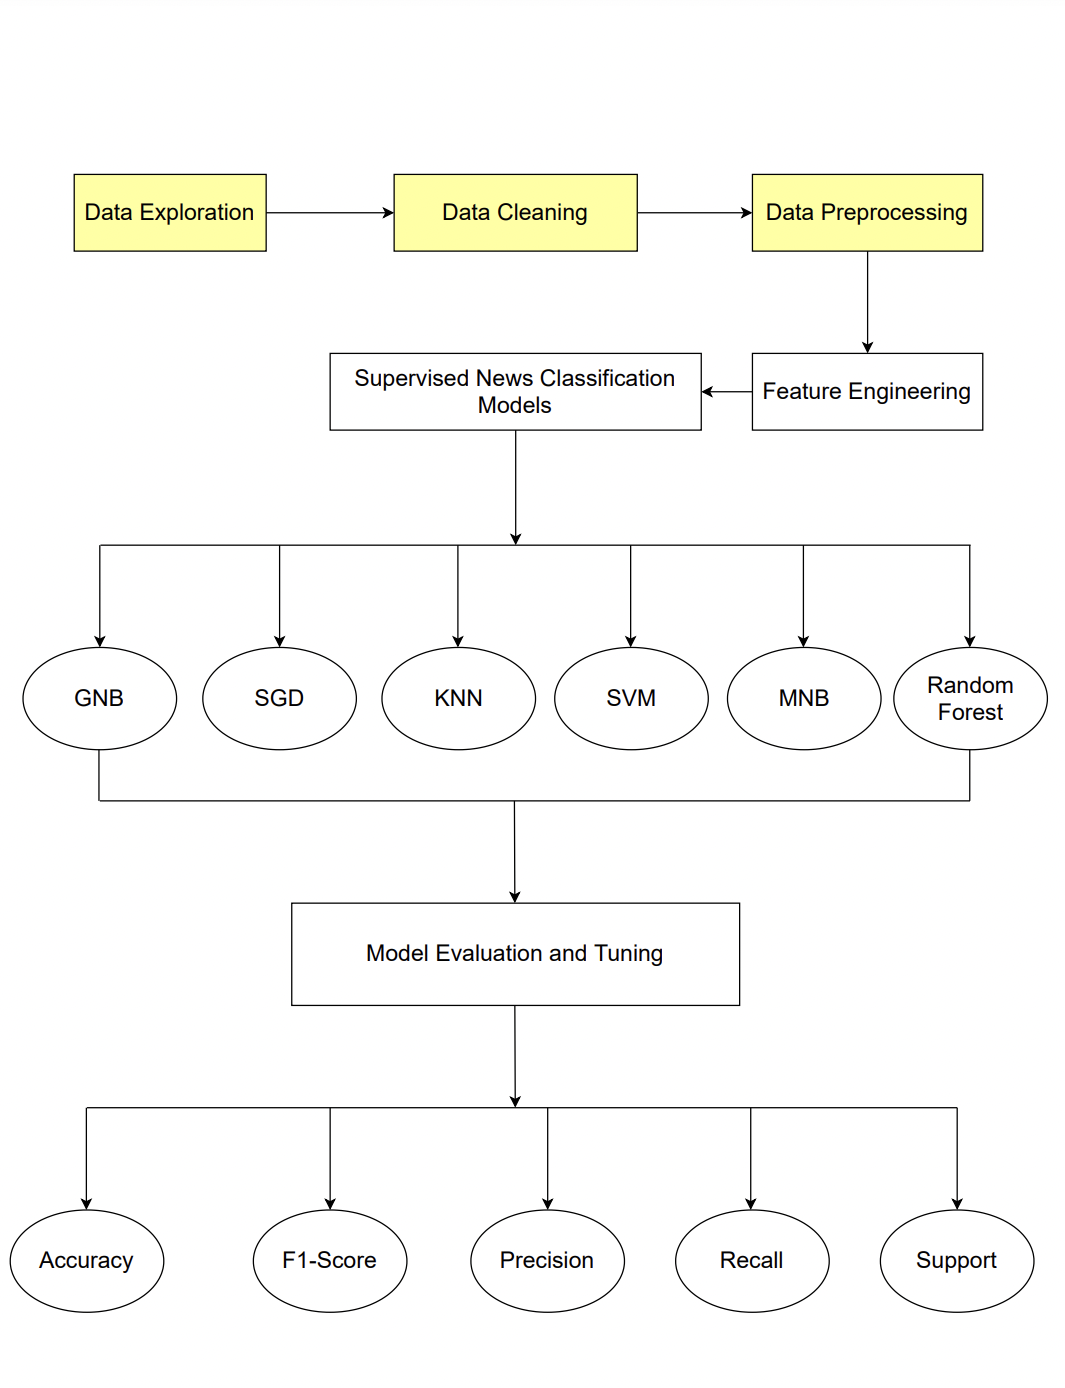 Data Exploration
Data Cleaning
Data Preprocessing
Supervised News Classification
Models
Feature Engineering
GNB
SGD
KNN
SVM
MNB
Random
Forest
Model Evaluation and Tuning
Accuracy
F1-Score
Precision
Recall
Support